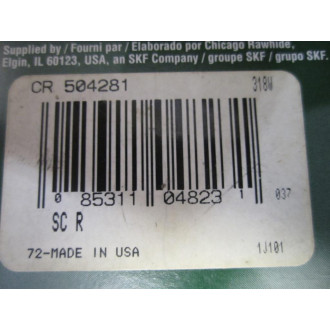 Supplied by / Fourni par / Elaborado por Chicago Rawhide,
Elgin, IL 60123, USA, an SKF Company / groupe SKF / grupo SKF.
CR 504281 318W
0 85311 04823 1 037
SC R
72-MADE IN USA 1J101